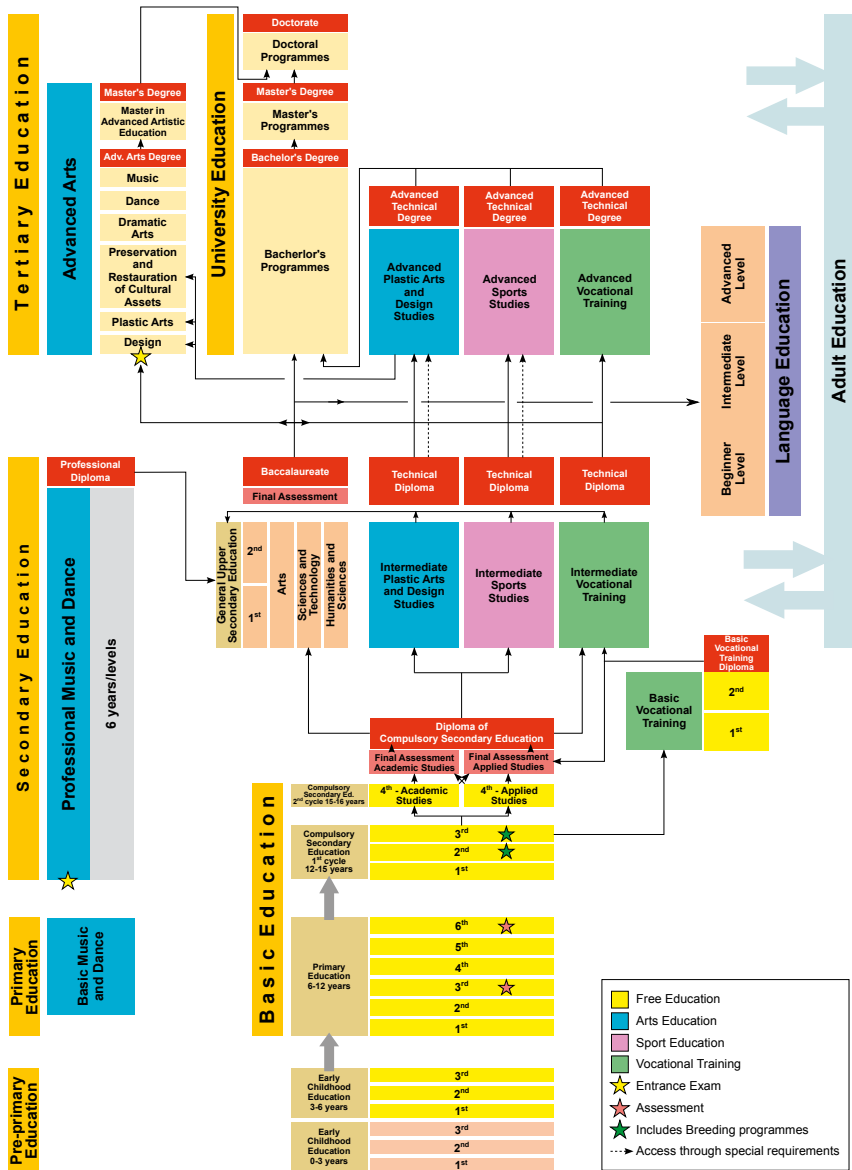 Tertiary Education
Advanced Arts
Master's Degree
Master in
Advanced Artistic
Education
Adv. Arts Degree
Music
Dance
Dramatic
Arts
Preservation and
Restauration
of Cultural
Assets
Plastic Arts
Design
University Education
Doctorate
Doctoral
Programmes
Master's Degree
Master's
Programmes
Bachelor's Degree
Bacherlor's
Programmes
Advanced
Technical
Degree
Advanced
Technical
Degree
Advanced
Technical
Degree
Advanced
Plastic Arts
and
Design
Studies
Advanced
Sports
Studies
Advanced
Vocational
Training
Advanced
Level
Intermediate
Level
Beginner
Level
Language Education
Adult Education
Secondary Education
Professional
Diploma
Professional Music and Dance
6 years/levels
Baccalaureate
Final Assessment
Technical
Diploma
Technical
Diploma
Technical
Diploma
General Upper
Secondary Education
2nd
1st
Arts
Sciences and
Technology
Humanities and
Sciences
Intermediate
Plastic Arts
and Design
Studies
Intermediate
Sports
Studies
Intermediate
Vocational
Training
Basic
Vocational
Training
Diploma
Basic
Vocational
Training
2nd
1st
Diploma of
Compulsory Secondary Education
Final Assessment
Academic Studies
Final Assessment
Applied Studies
Basic Education
Compulsory
Secondary Ed.
2nd cycle 15-16 years
4th - Academic
Studies
4th - Applied
Studies
Compulsory
Secondary
Education
1st cycle
12-15 years
3rd
2nd
1st
Primary
Education
Basic Music
and Dance
Primary
Education
6-12 years
6th
5th
4th
3rd
2nd
1st
Pre-primary
Education
Early
Childhood
Education
3-6 years
3rd
2nd
1st
Early
Childhood
Education
0-3 years
3rd
2nd
1st
Free Education
Arts Education
Sport Education
Vocational Training
Entrance Exam
Assessment
Includes Breeding programmes
Access through special requirements